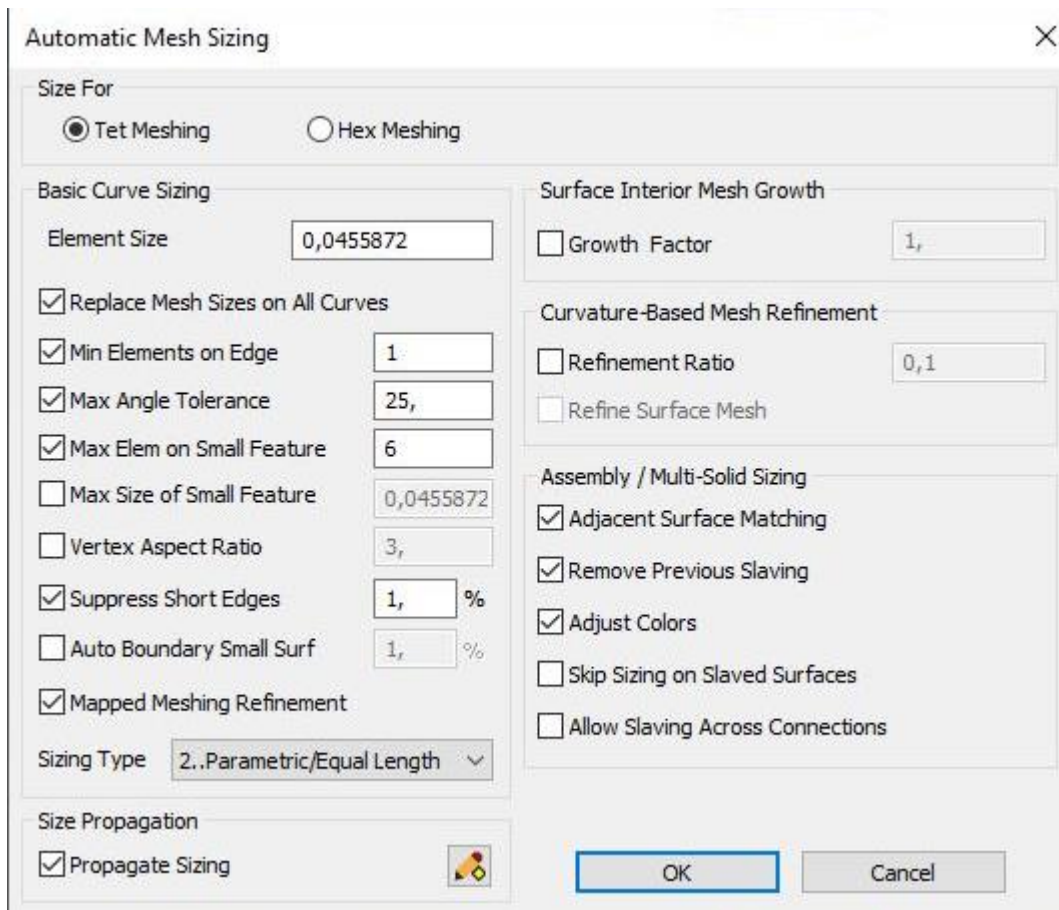 Automatic Mesh Sizing
Size For
Tet Meshing
Hex Meshing
Basic Curve Sizing
Element Size 0,0455872
Replace Mesh Sizes on All Curves
Min Elements on Edge 1
Max Angle Tolerance 25,
Max Elem on Small Feature 6
Max Size of Small Feature 0,0455872
Vertex Aspect Ratio 3,
Suppress Short Edges 1, %
Auto Boundary Small Surf 1, %
Mapped Meshing Refinement
Sizing Type 2..Parametric/Equal Length
Size Propagation
Propagate Sizing
Surface Interior Mesh Growth
Growth Factor 1,
Curvature-Based Mesh Refinement
Refinement Ratio 0,1
Refine Surface Mesh
Assembly / Multi-Solid Sizing
Adjacent Surface Matching
Remove Previous Slaving
Adjust Colors
Skip Sizing on Slaved Surfaces
Allow Slaving Across Connections
OK
Cancel